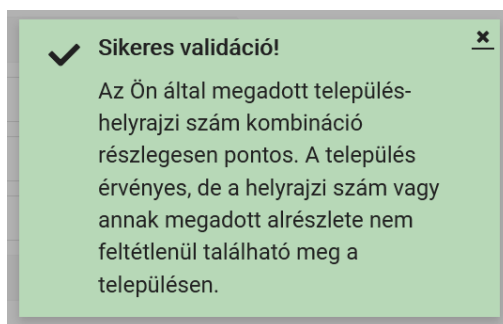 Sikeres validáció!
Az Ön által megadott település-
helyrajzi szám kombináció
részlegesen pontos. A település
érvényes, de a helyrajzi szám vagy
annak megadott alrészlete nem
feltétlenül található meg a
településen.